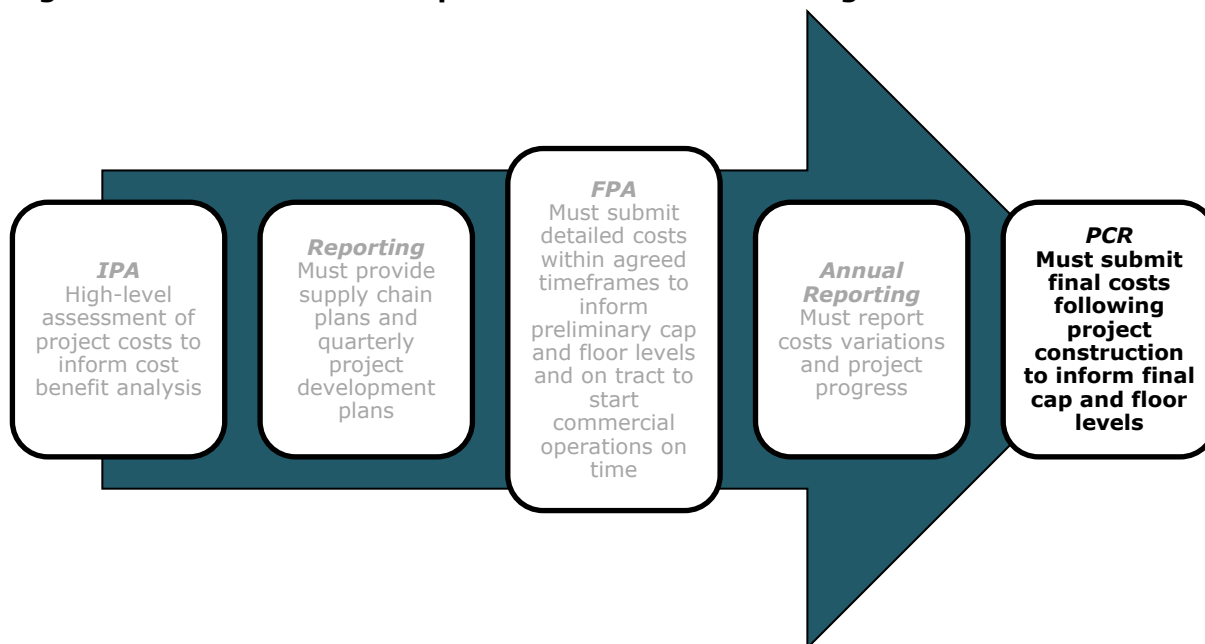 IPA
High-level
assessment of
project costs to
inform cost
benefit analysis
Reporting
Must provide
supply chain
plans and
quarterly
project
development
plans
FPA
Must submit
detailed costs
within agreed
timeframes to
inform
preliminary cap
and floor levels
and on tract to
start
commercial
operations on
time
Annual
Reporting
Must report
costs variations
and project
progress
PCR
Must submit
final costs
following
project
construction
to inform final
cap and floor
levels